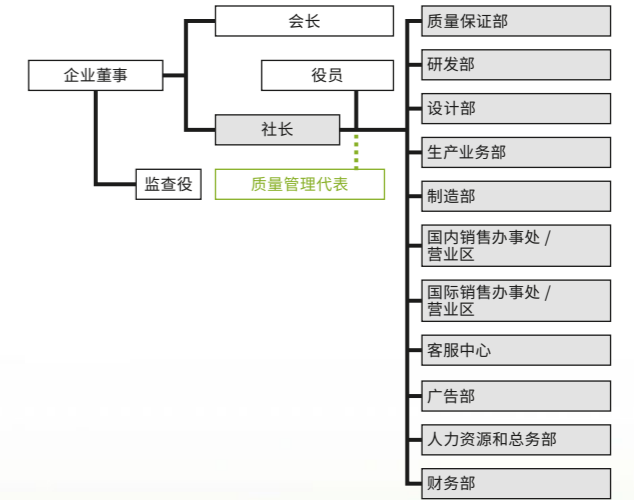 会长
企业董事
役员
社长
监查役
质量管理代表
质量保证部
研发部
设计部
生产业务部
制造部
国内销售办事处 /
营业区
国际销售办事处 /
营业区
客服中心
广告部
人力资源和总务部
财务部